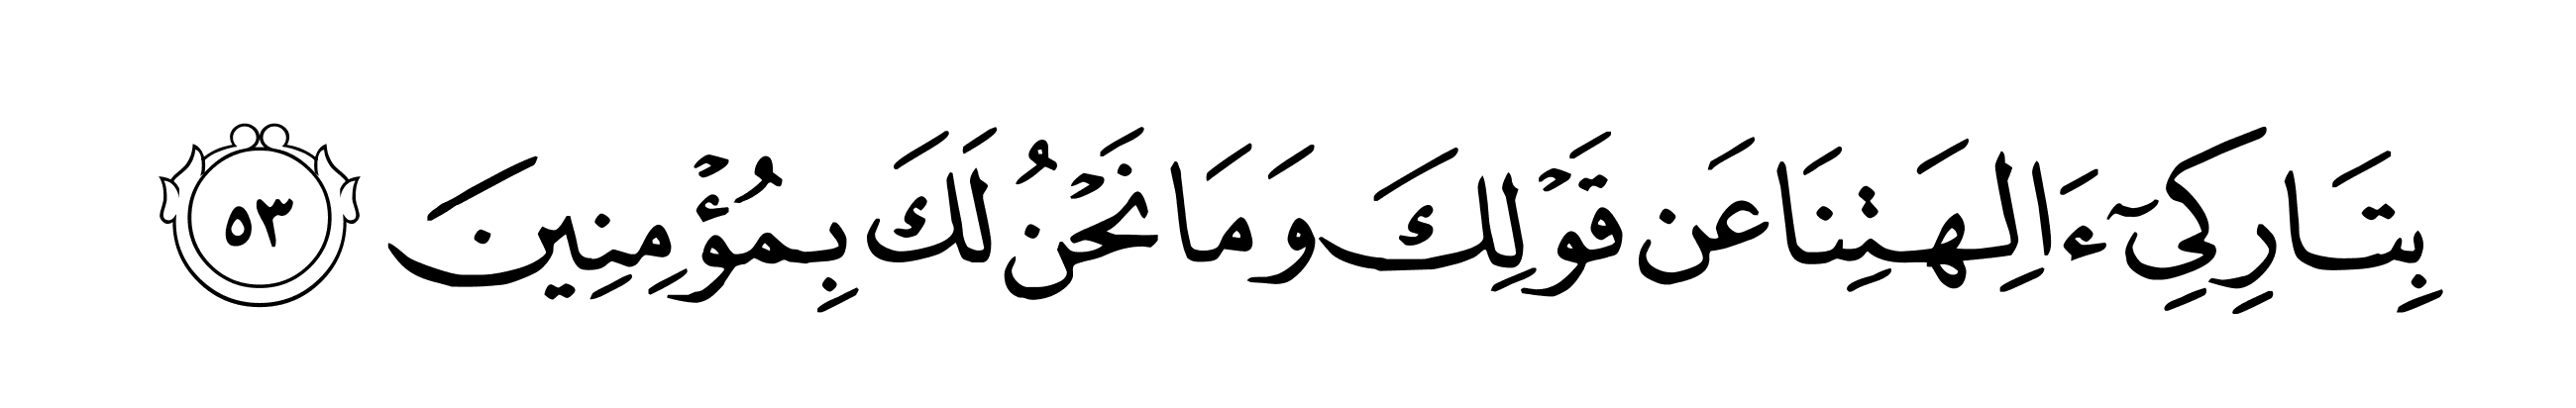 بِتَارِكِىٓ ءَالِهَتِنَا عَن قَوْلِكَ وَمَا نَحْنُ لَكَ بِمُؤْمِنِينَ ٥٣